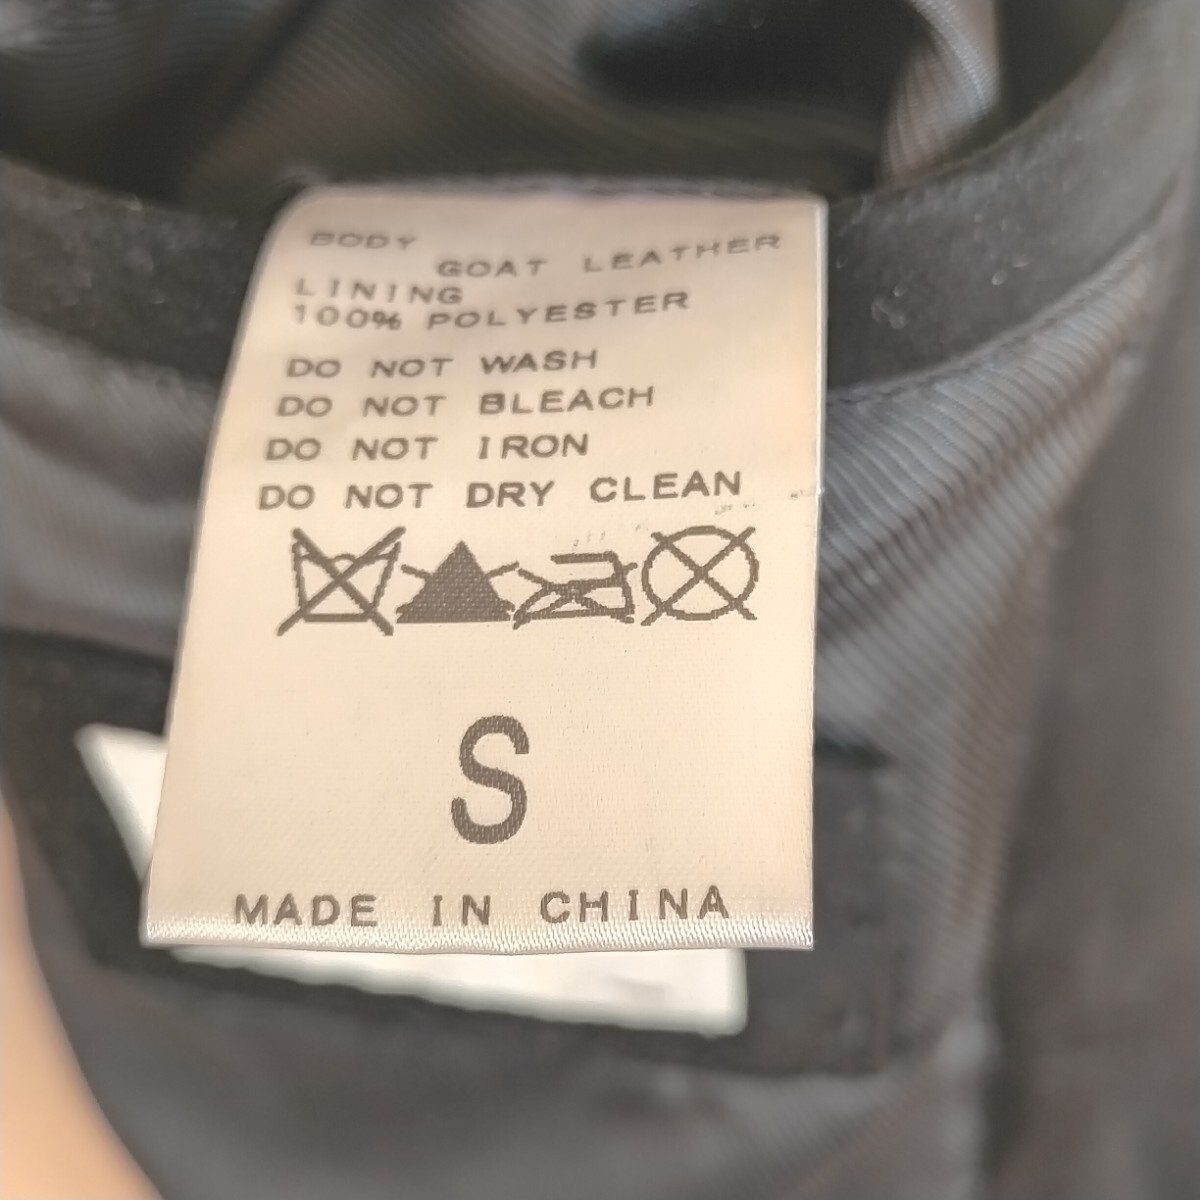 BODY
GOAT LEATHER
LINING
100% POLYESTER
DO NOT WASH
DO NOT BLEACH
DO NOT IRON
DO NOT DRY CLEAN
S
MADE IN CHINA